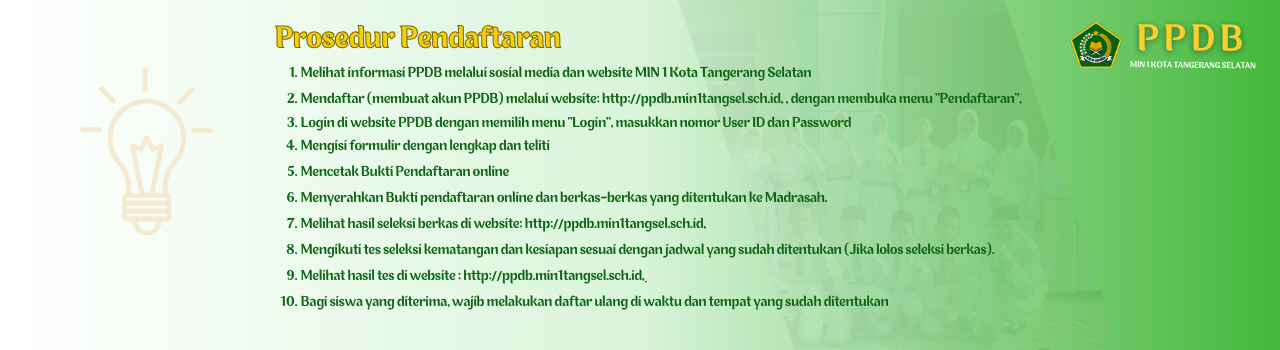 Prosedur Pendaftaran
PPDB
MIN 1 KOTA TANGERANG SELATAN
1. Melihat informasi PPDB melalui sosial media dan website MIN 1 Kota Tangerang Selatan
2. Mendaftar (membuat akun PPDB) melalui website: http://ppdb.min1tangsel.sch.id, , dengan membuka menu "Pendaftaran",
3. Login di website PPDB dengan memilih menu "Login", masukkan nomor User ID dan Password
4. Mengisi formulir dengan lengkap dan teliti
5. Mencetak Bukti Pendaftaran online
6. Menyerahkan Bukti pendaftaran online dan berkas-berkas yang ditentukan ke Madrasah.
7. Melihat hasil seleksi berkas di website: http://ppdb.min1tangsel.sch.id,
8. Mengikuti tes seleksi kematangan dan kesiapan sesuai dengan jadwal yang sudah ditentukan (Jika lolos seleksi berkas).
9. Melihat hasil tes di website : http://ppdb.min1tangsel.sch.id,.
10. Bagi siswa yang diterima, wajib melakukan daftar ulang di waktu dan tempat yang sudah ditentukan